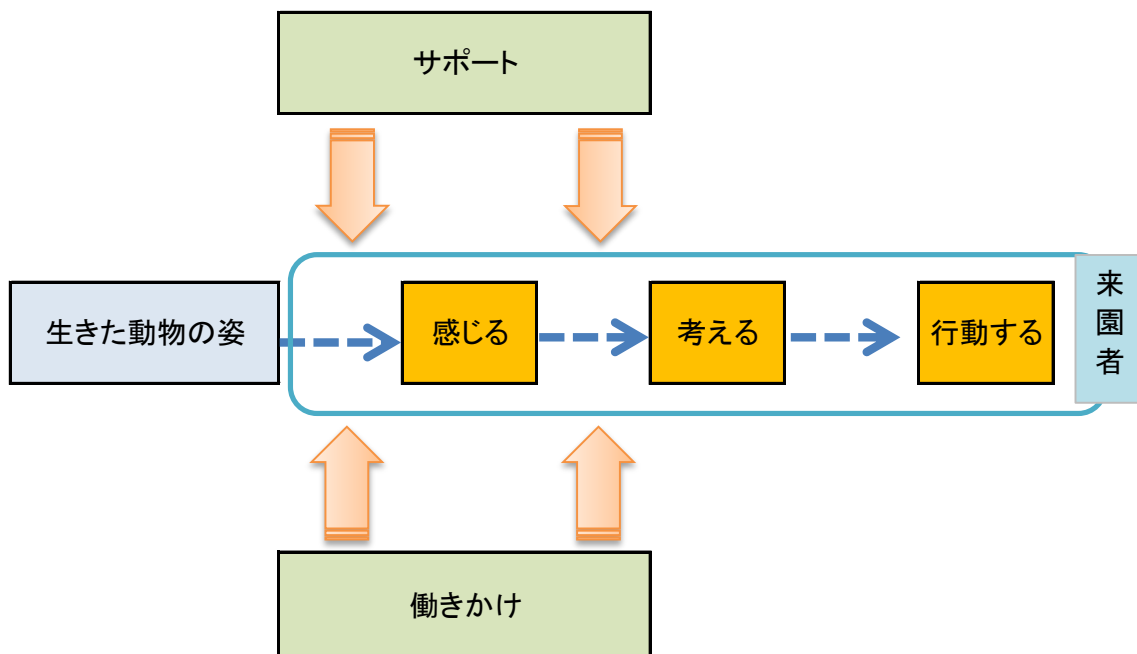 サポート
生きた動物の姿
感じる
考える
行動する
来園者
働きかけ